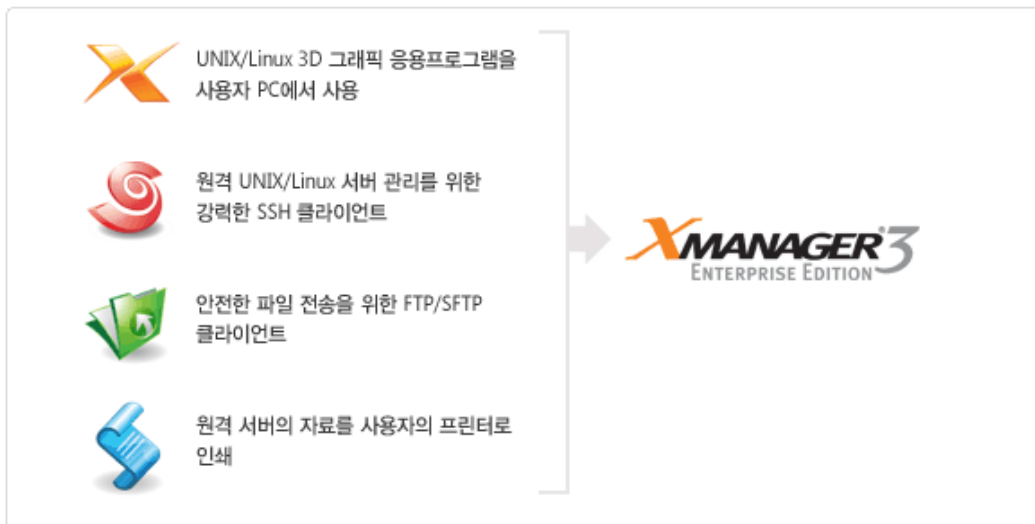 UNIX/Linux 3D 그래픽 응용프로그램을
사용자 PC에서 사용
원격 UNIX/Linux 서버 관리를 위한
강력한 SSH 클라이언트
안전한 파일 전송을 위한 FTP/SFTP
클라이언트
원격 서버의 자료를 사용자의 프린터로
인쇄
XMANAGER 3
ENTERPRISE EDITION